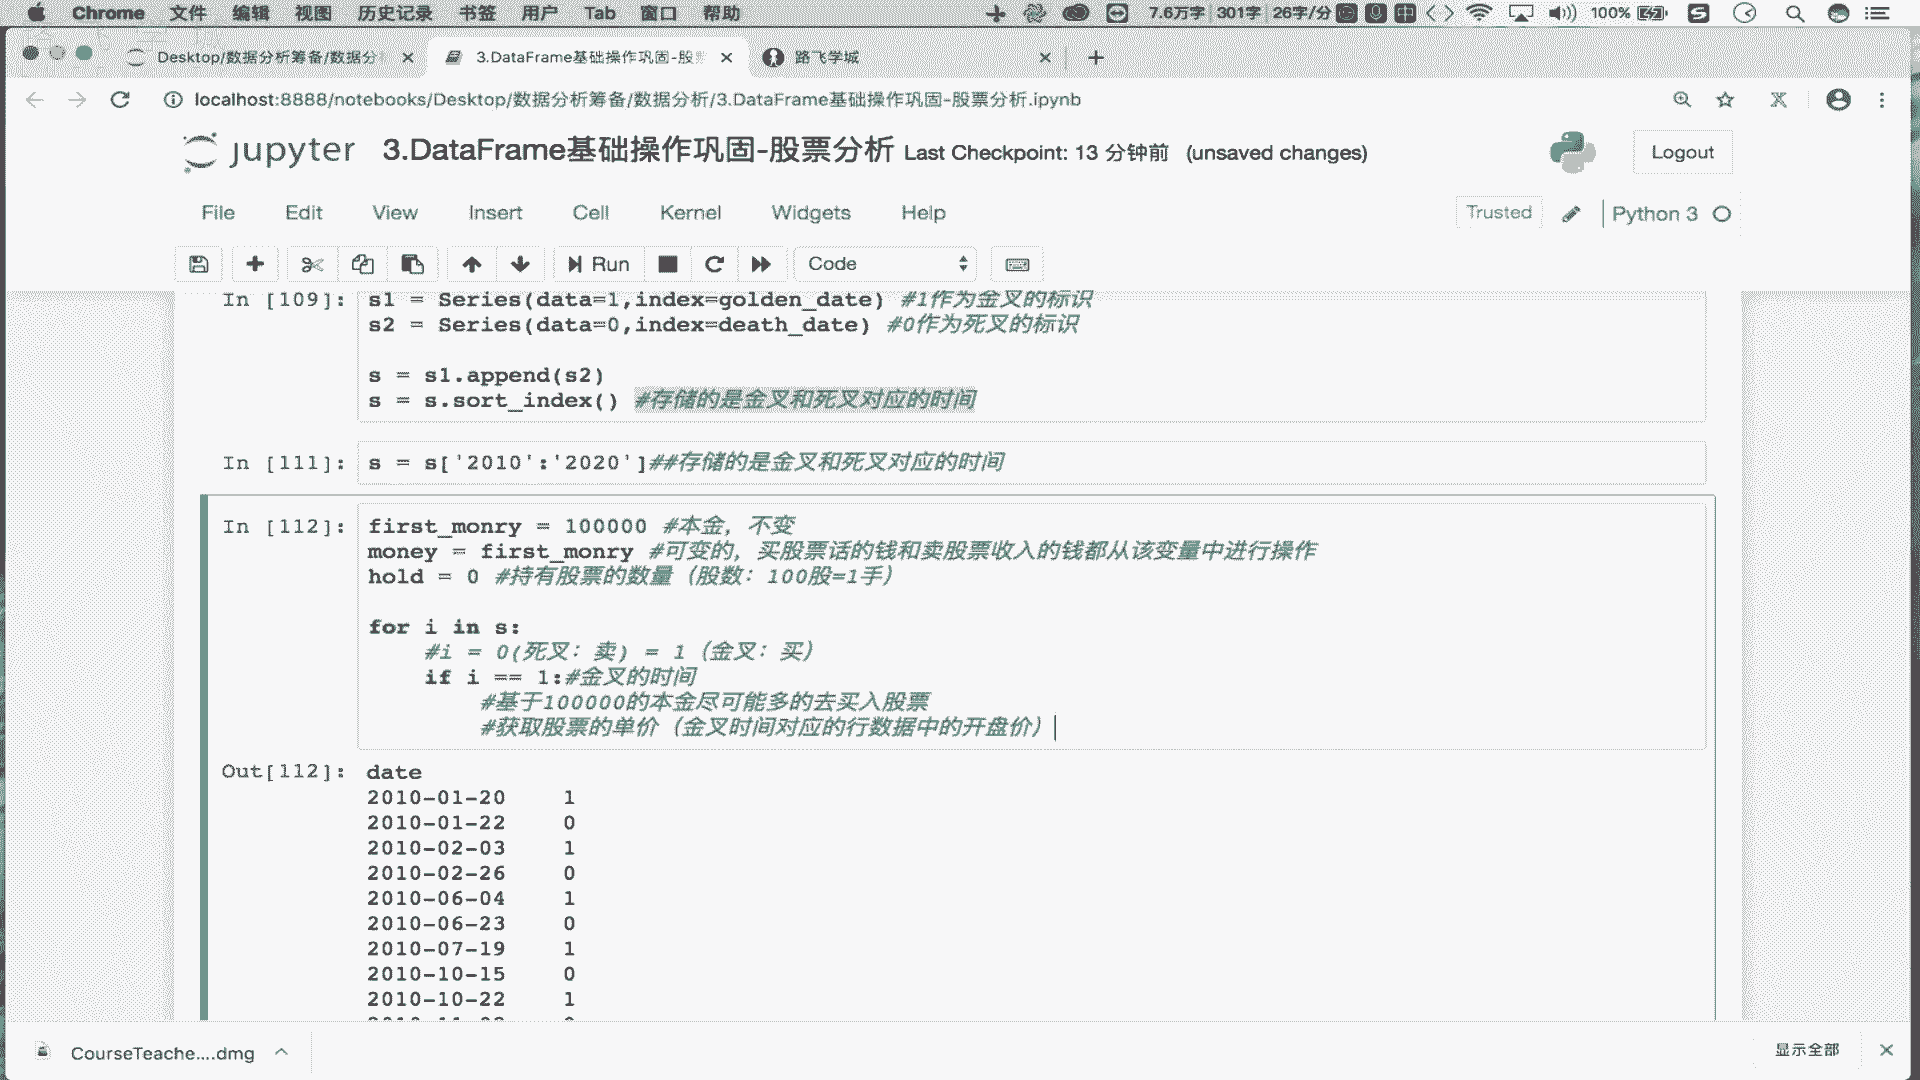 Chrome 文件 编辑 视图 历史记录 书签 用户 Tab 窗口 帮助 7.6万字 301字 26字/分 中 100%
Desktop/数据分析筹备/数据分 3.DataFrame基础操作巩固-股 路飞学城
localhost:8888/notebooks/Desktop/数据分析筹备/数据分析/3.DataFrame基础操作巩固-股票分析.ipynb
jupyter 3.DataFrame基础操作巩固-股票分析 Last Checkpoint: 13 分钟前 (unsaved changes) Logout
File Edit View Insert Cell Kernel Widgets Help Trusted Python 3
Run Code
In [109]: s1 = Series(data=1,index=golden_date) #1作为金叉的标识
s2 = Series(data=0,index=death_date) #0作为死叉的标识
s = s1.append(s2)
s = s.sort_index() #存储的是金叉和死叉对应的时间
In [111]: s = s['2010':'2020']##存储的是金叉和死叉对应的时间
In [112]: first_monry = 100000 #本金，不变
money = first_monry #可变的，买股票话的钱和卖股票收入的钱都从该变量中进行操作
hold = 0 #持有股票的数量（股数：100股=1手）
for i in s:
#i = 0(死叉：卖) = 1（金叉：买）
if i == 1:#金叉的时间
#基于100000的本金尽可能多的去买入股票
#获取股票的单价（金叉时间对应的行数据中的开盘价）
Out[112]: date
2010-01-20 1
2010-01-22 0
2010-02-03 1
2010-02-26 0
2010-06-04 1
2010-06-23 0
2010-07-19 1
2010-10-15 0
2010-10-22 1
CourseTeache....dmg 显示全部